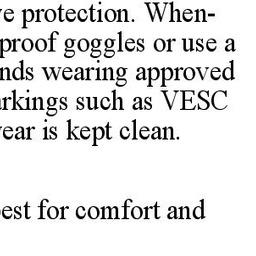 e protection. When-
proof goggles or use a
nds wearing approved
rkings such as VESC
ear is kept clean.
est for comfort and